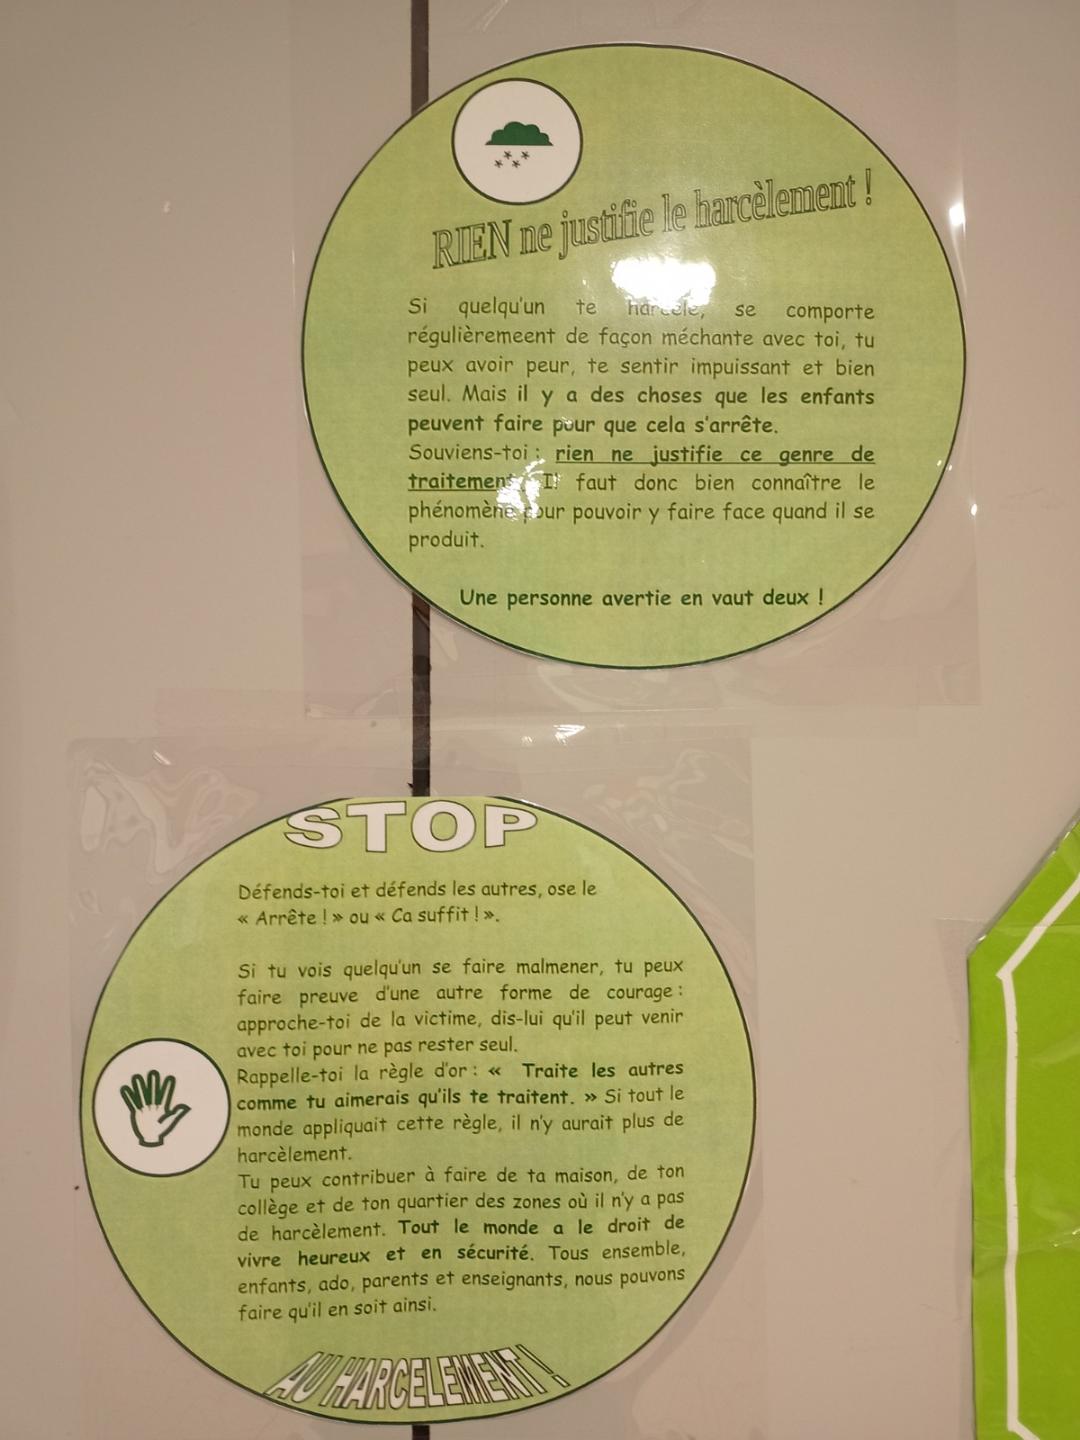 RIEN ne justifie le harcèlement !
Si quelqu'un te harcèle, se comporte
régulièremeent de façon méchante avec toi, tu
peux avoir peur, te sentir impuissant et bien
seul. Mais il y a des choses que les enfants
peuvent faire pour que cela s'arrête.
Souviens-toi : rien ne justifie ce genre de
traitement. Il faut donc bien connaître le
phénomène pour pouvoir y faire face quand il se
produit.
Une personne avertie en vaut deux !
STOP
Défends-toi et défends les autres, ose le
« Arrête ! » ou « Ca suffit ! ».
Si tu vois quelqu'un se faire malmener, tu peux
faire preuve d'une autre forme de courage :
approche-toi de la victime, dis-lui qu'il peut venir
avec toi pour ne pas rester seul.
Rappelle-toi la règle d'or : « Traite les autres
comme tu aimerais qu'ils te traitent. » Si tout le
monde appliquait cette règle, il n'y aurait plus de
harcèlement.
Tu peux contribuer à faire de ta maison, de ton
collège et de ton quartier des zones où il n'y a pas
de harcèlement. Tout le monde a le droit de
vivre heureux et en sécurité. Tous ensemble,
enfants, ado, parents et enseignants, nous pouvons
faire qu'il en soit ainsi.
AU HARCELEMENT !